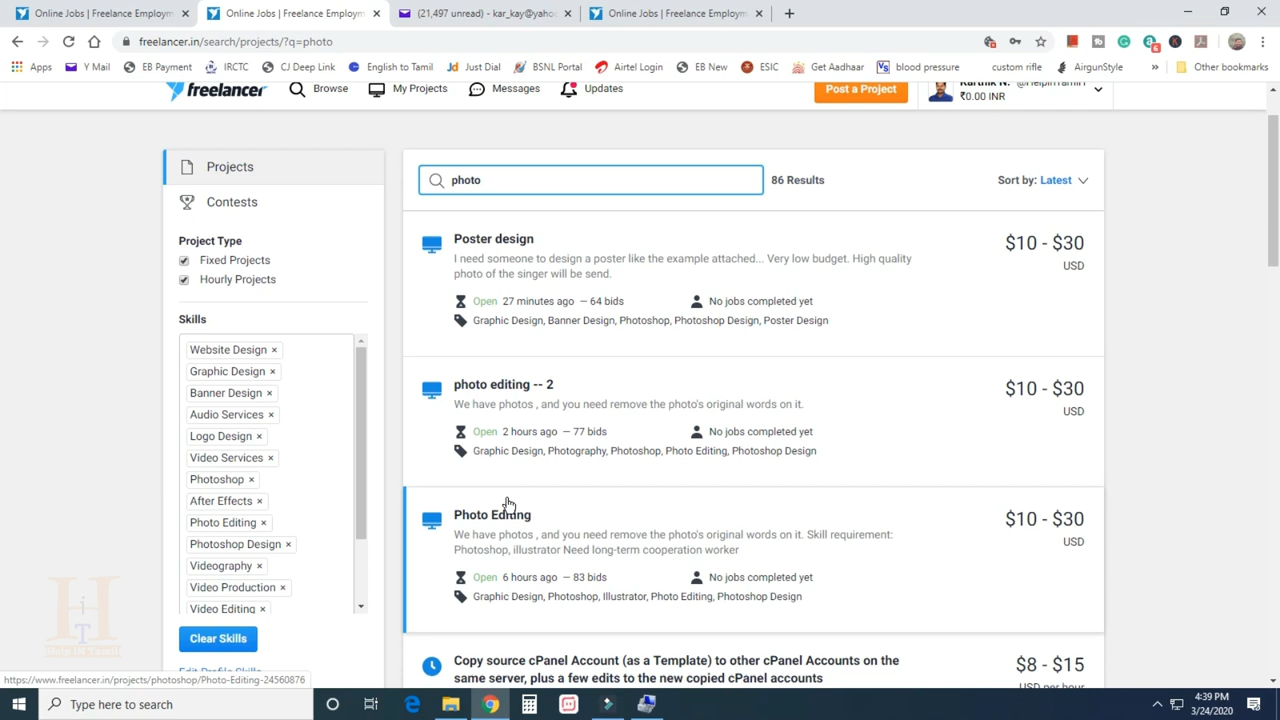 Online Jobs | Freelance Employm
Online Jobs | Freelance Employm
(21,497 unread) - kar_kay@yaho
Online Jobs | Freelance Employm
freelancer.in/search/projects/?q=photo
6
Apps
Y Mail
EB Payment
IRCTC
CJ Deep Link
English to Tamil
Just Dial
BSNL Portal
Airtel Login
EB New
ESIC
Get Aadhaar
blood pressure
custom rifle
AirgunStyle
Other bookmarks
freelancer
Browse
My Projects
Messages
Updates
Post a Project
₹0.00 INR
Projects
Contests
Project Type
Fixed Projects
Hourly Projects
Skills
Website Design ×
Graphic Design ×
Banner Design ×
Audio Services ×
Logo Design ×
Video Services ×
Photoshop ×
After Effects ×
Photo Editing ×
Photoshop Design ×
Videography ×
Video Production ×
Video Editing ×
Clear Skills
Edit Profile Skills
photo
86 Results
Sort by: Latest
Poster design
I need someone to design a poster like the example attached... Very low budget. High quality
photo of the singer will be send.
Open 27 minutes ago — 64 bids
No jobs completed yet
Graphic Design, Banner Design, Photoshop, Photoshop Design, Poster Design
$10 - $30
USD
photo editing -- 2
We have photos , and you need remove the photo's original words on it.
Open 2 hours ago — 77 bids
No jobs completed yet
Graphic Design, Photography, Photoshop, Photo Editing, Photoshop Design
$10 - $30
USD
Photo Editing
We have photos , and you need remove the photo's original words on it. Skill requirement:
Photoshop, illustrator Need long-term cooperation worker
Open 6 hours ago — 83 bids
No jobs completed yet
Graphic Design, Photoshop, Illustrator, Photo Editing, Photoshop Design
$10 - $30
USD
Copy source cPanel Account (as a Template) to other cPanel Accounts on the
same server, plus a few edits to the new copied cPanel accounts
$8 - $15
USD per hour
HiT
Help IN Tamil
https://www.freelancer.in/projects/photoshop/Photo-Editing-24560876
Type here to search
4:39 PM
3/24/2020